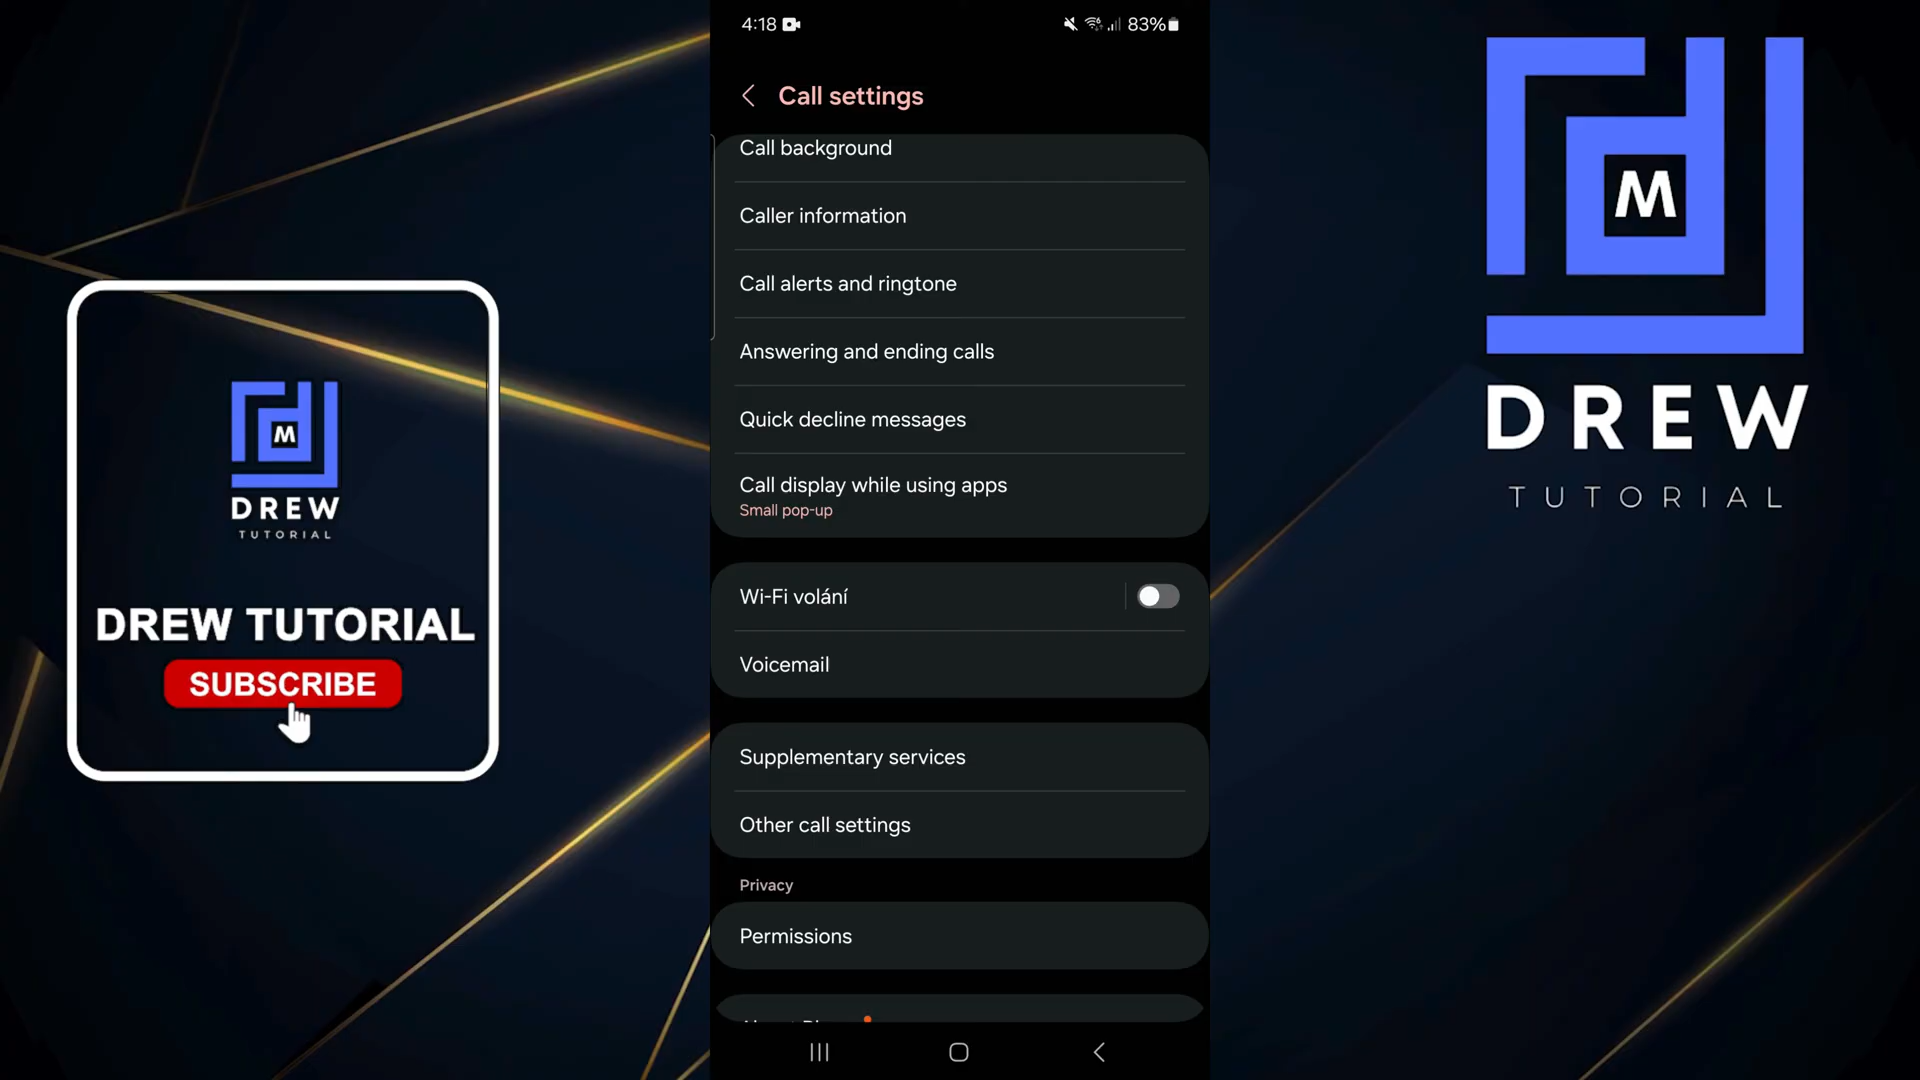 4:18
83%
Call settings
Call background
Caller information
Call alerts and ringtone
Answering and ending calls
Quick decline messages
Call display while using apps
Small pop-up
Wi-Fi volání
Voicemail
Supplementary services
Other call settings
Privacy
Permissions
M
DREW
TUTORIAL
DREW TUTORIAL
SUBSCRIBE
M
DREW
TUTORIAL